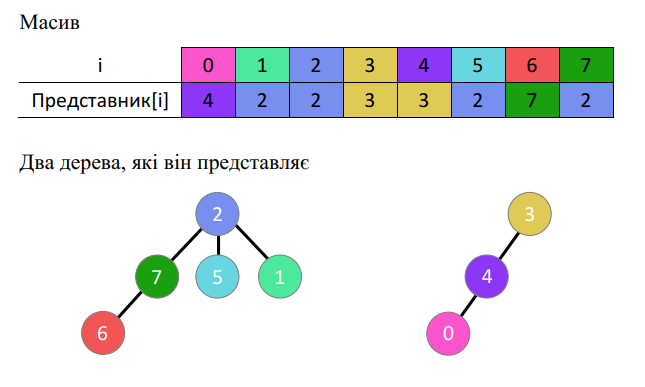 Масив
i 0 1 2 3 4 5 6 7
Представник[i] 4 2 2 3 3 2 7 2
Два дерева, які він представляє
2 3
7 5 1 4
6 0